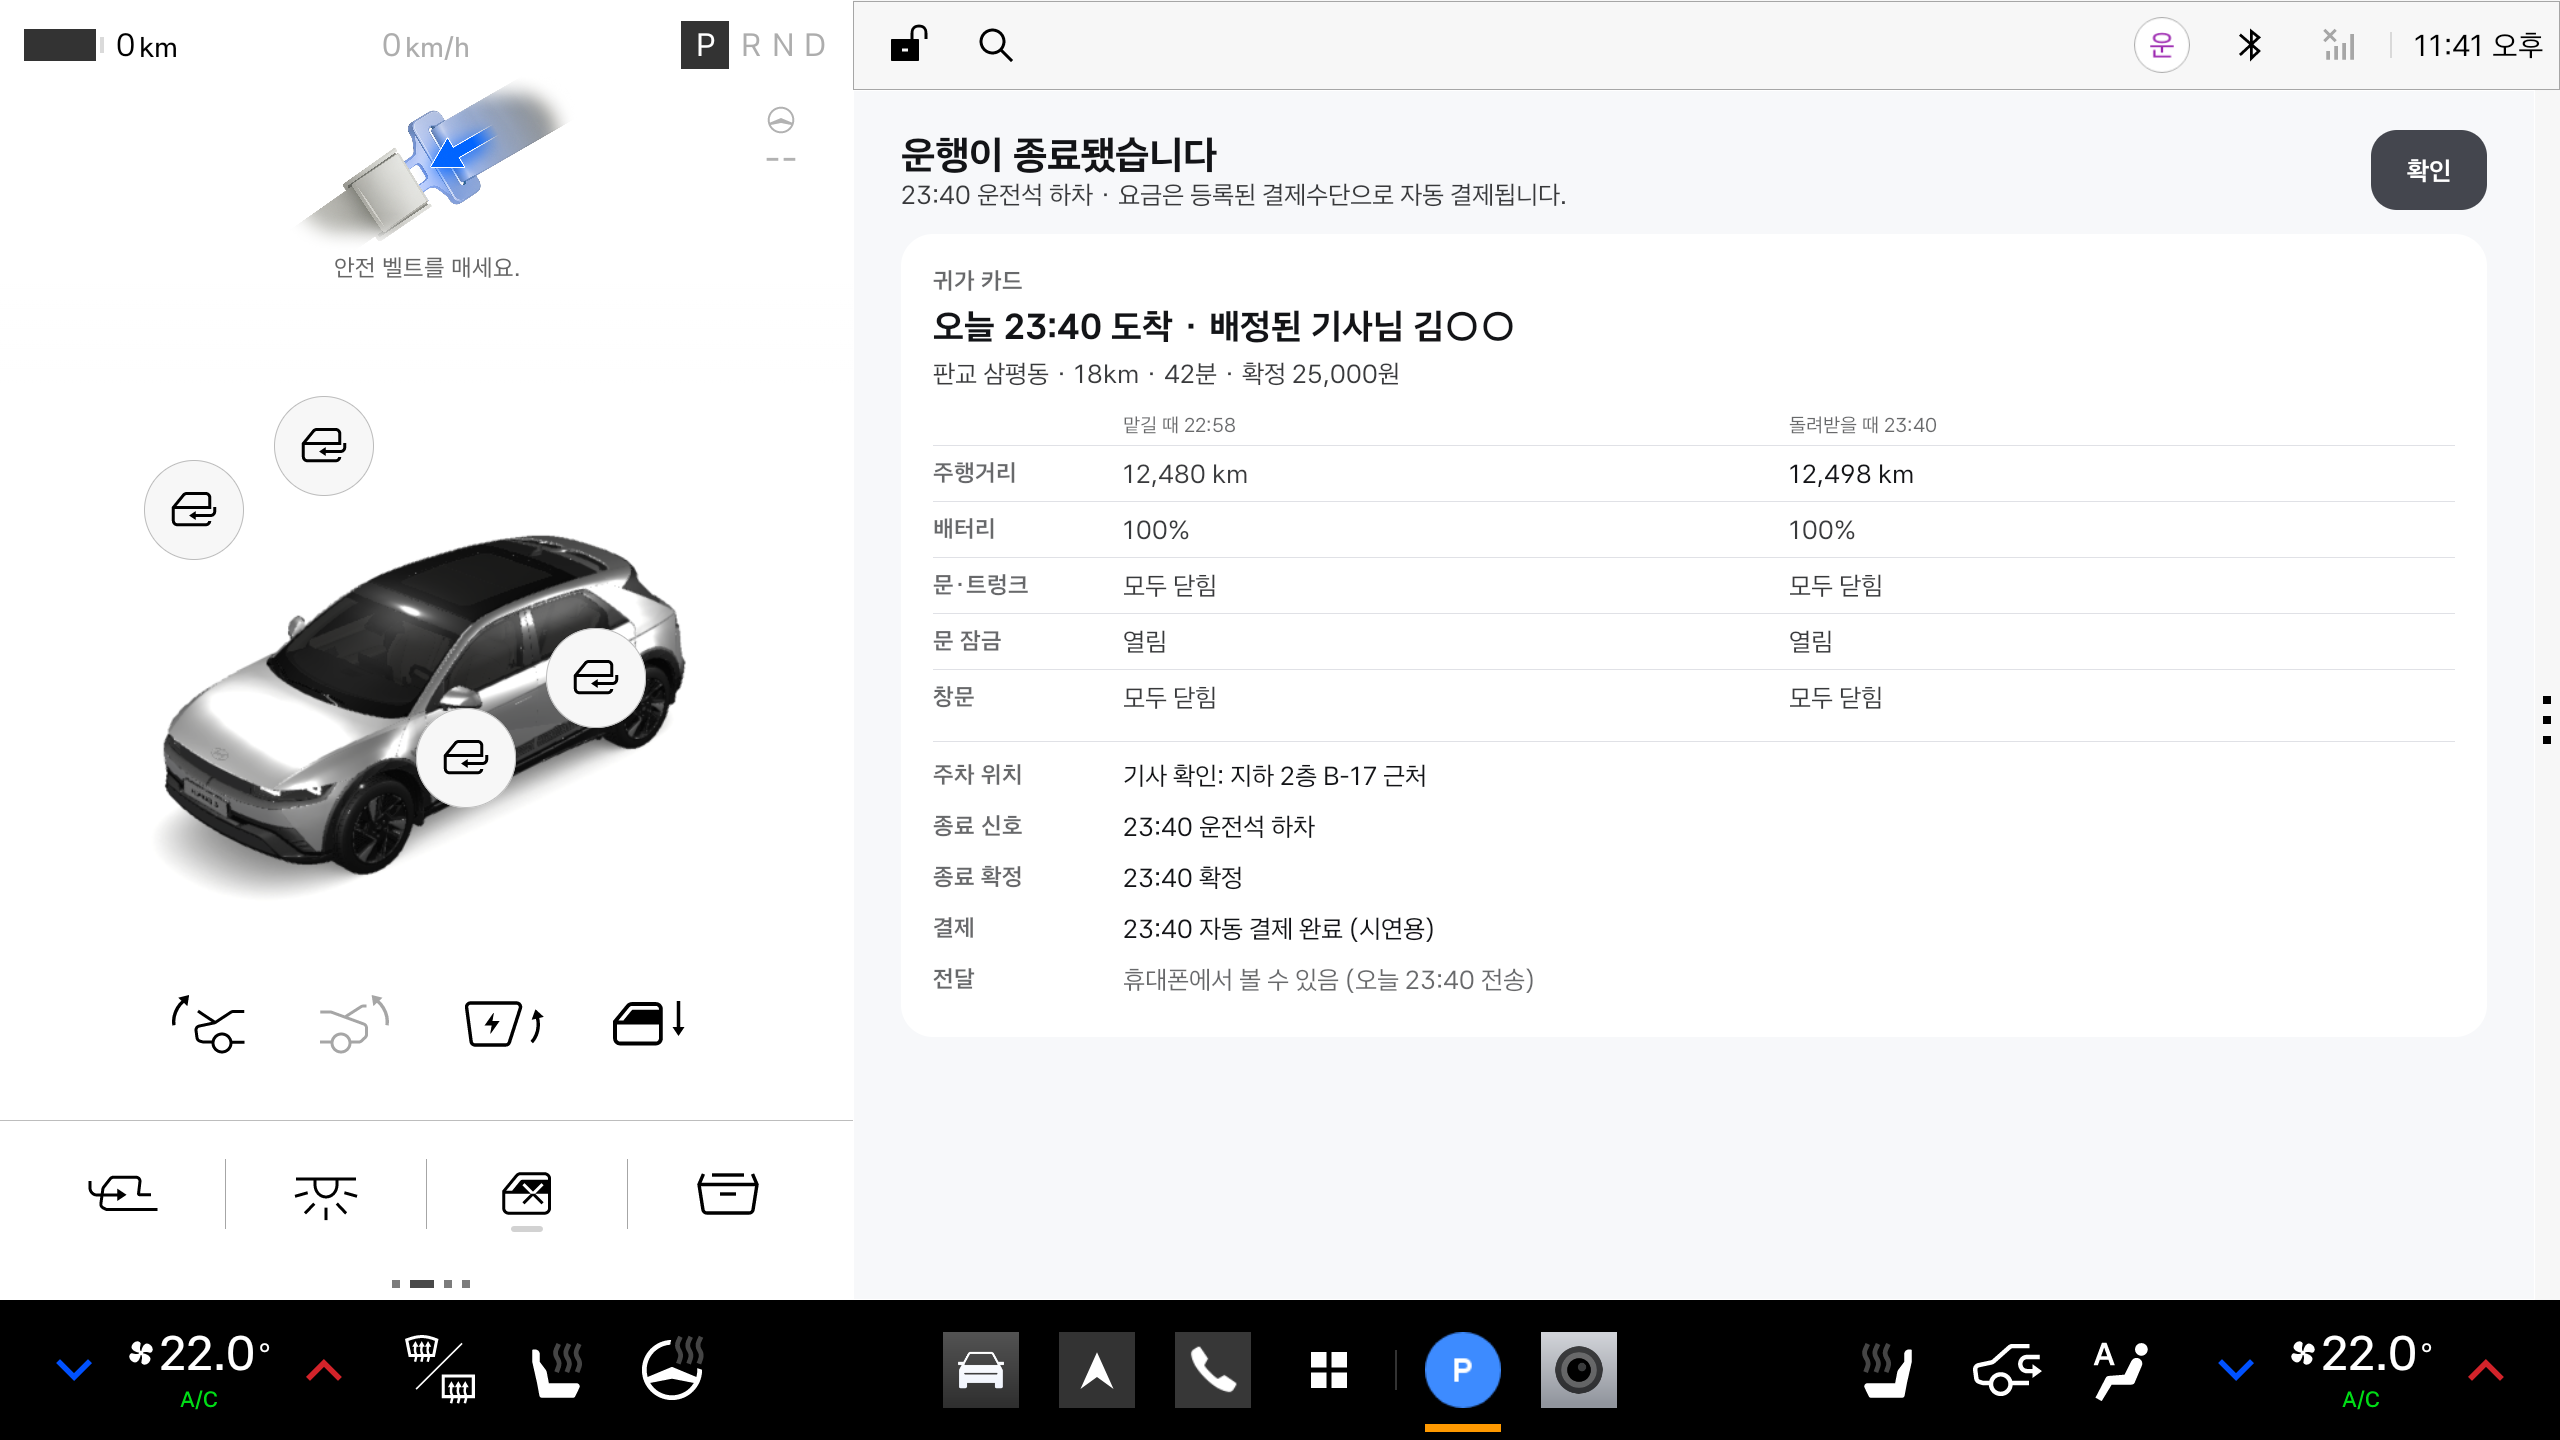 0 km
0 km/h
P R N D
운
11:41 오후
안전 벨트를 매세요.
운행이 종료됐습니다
23:40 운전석 하차 · 요금은 등록된 결제수단으로 자동 결제됩니다.
확인
귀가 카드
오늘 23:40 도착 · 배정된 기사님 김○○
판교 삼평동 · 18km · 42분 · 확정 25,000원
맡길 때 22:58 돌려받을 때 23:40
주행거리 12,480 km 12,498 km
배터리 100% 100%
문·트렁크 모두 닫힘 모두 닫힘
문 잠금 열림 열림
창문 모두 닫힘 모두 닫힘
주차 위치 기사 확인: 지하 2층 B-17 근처
종료 신호 23:40 운전석 하차
종료 확정 23:40 확정
결제 23:40 자동 결제 완료 (시연용)
전달 휴대폰에서 볼 수 있음 (오늘 23:40 전송)
22.0°
A/C
P
A
22.0°
A/C